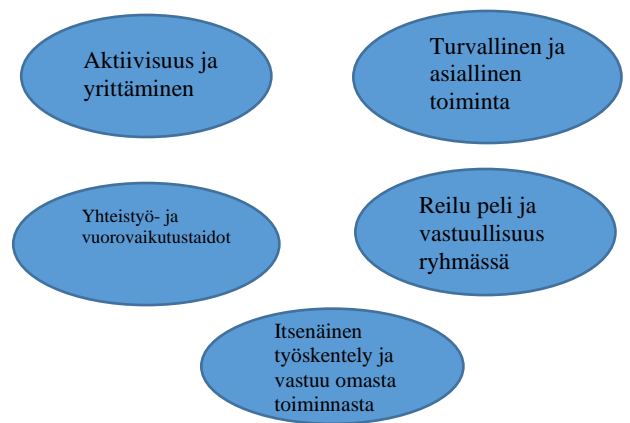 Aktiivisuus ja
yrittäminen
Turvallinen ja
asiallinen
toiminta
Yhteistyö- ja
vuorovaikutustaidot
Reilu peli ja
vastuullisuus
ryhmässä
Itsenäinen
työskentely ja
vastuu omasta
toiminnasta